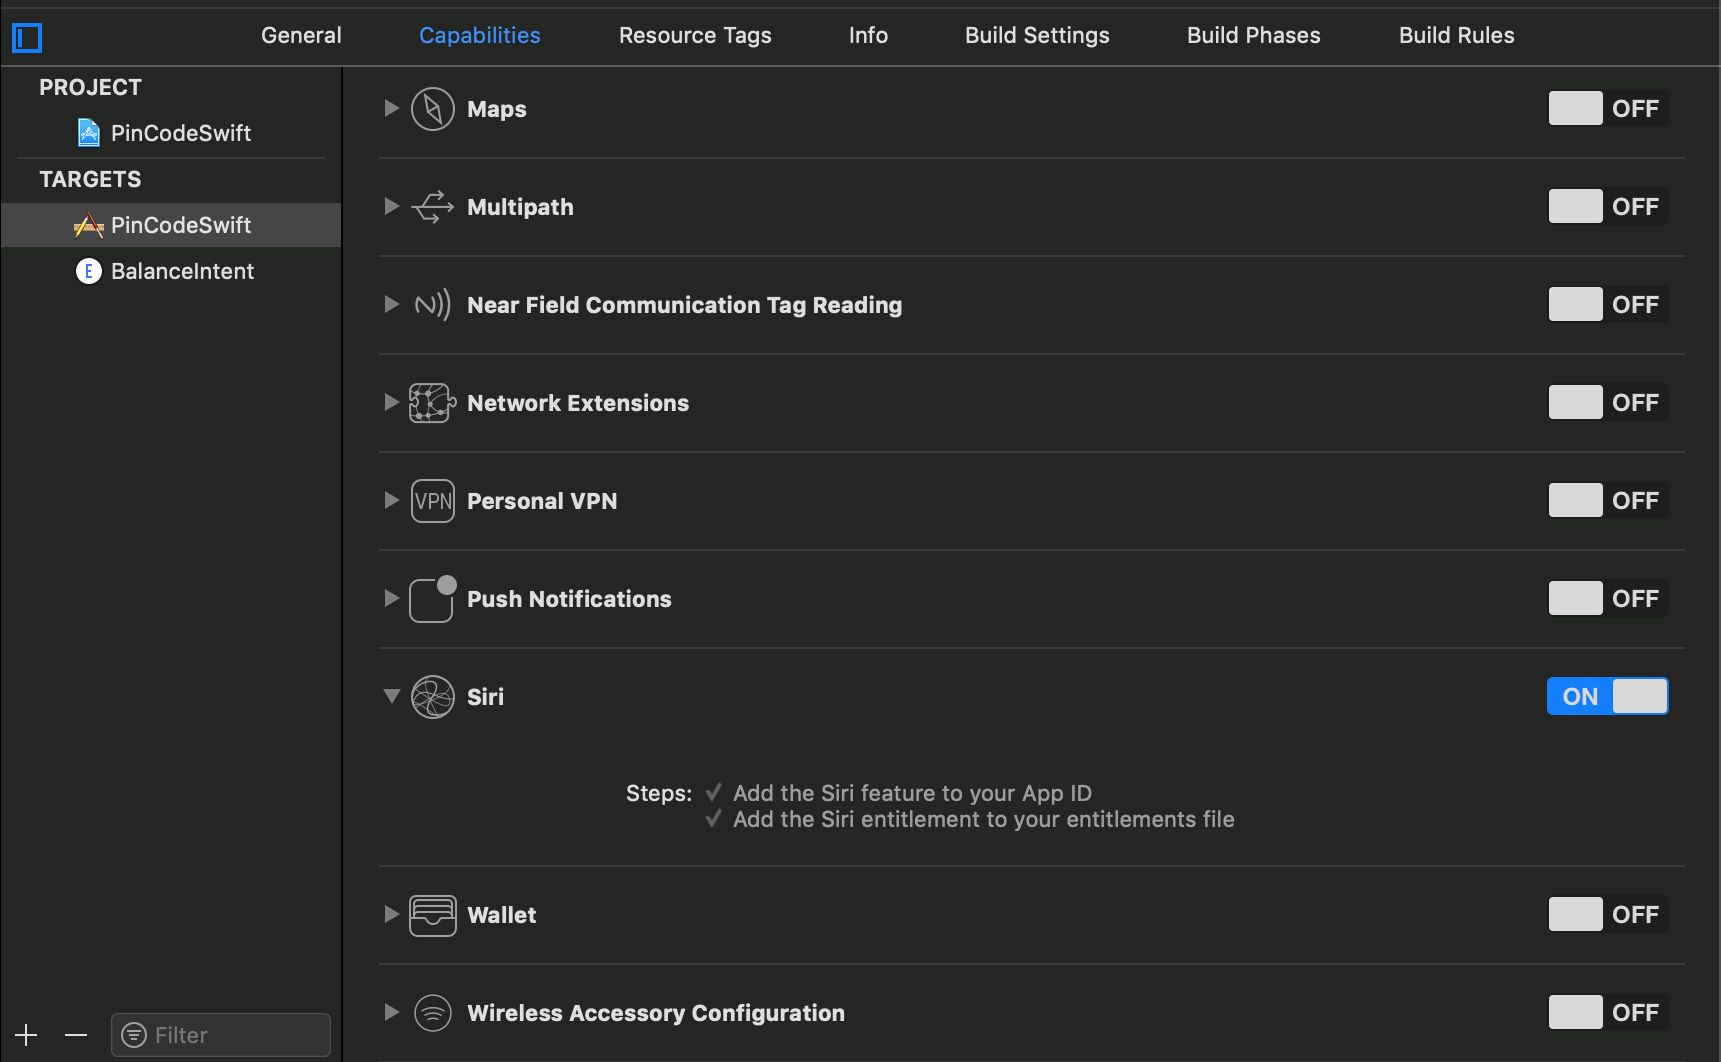 General Capabilities Resource Tags Info Build Settings Build Phases Build Rules
PROJECT
PinCodeSwift
TARGETS
PinCodeSwift
E BalanceIntent
Filter
Maps OFF
Multipath OFF
Near Field Communication Tag Reading OFF
Network Extensions OFF
VPN Personal VPN OFF
Push Notifications OFF
Siri ON
Steps: ✓ Add the Siri feature to your App ID
✓ Add the Siri entitlement to your entitlements file
Wallet OFF
Wireless Accessory Configuration OFF